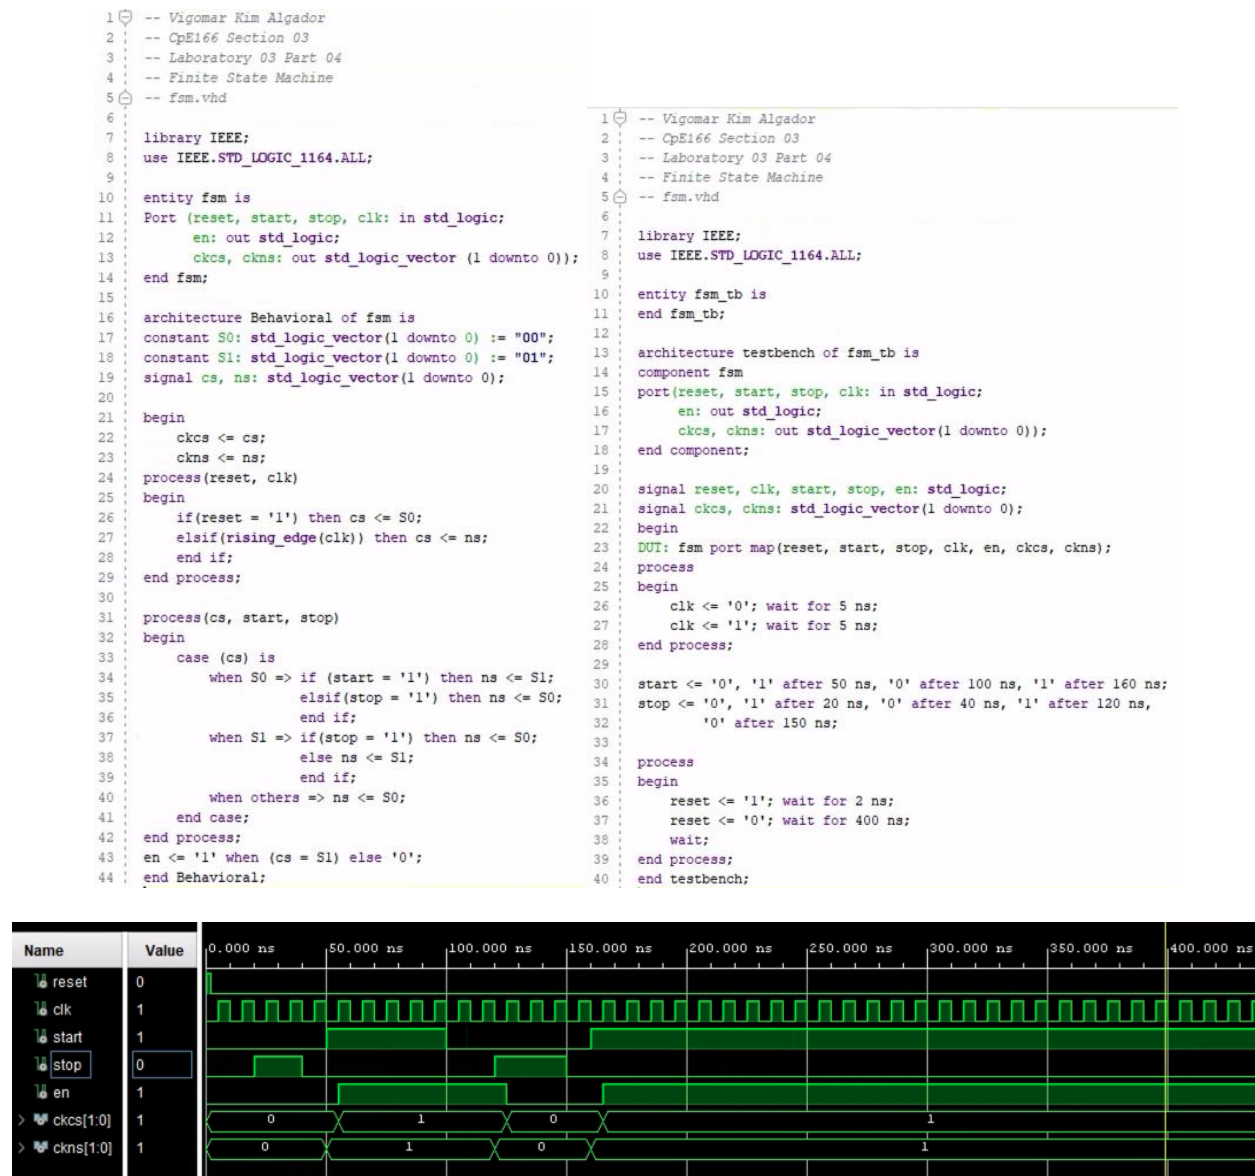 1 -- Vigomar Kim Algador
2 -- CpE166 Section 03
3 -- Laboratory 03 Part 04
4 -- Finite State Machine
5 -- fsm.vhd
6
7 library IEEE;
8 use IEEE.STD_LOGIC_1164.ALL;
9
10 entity fsm is
11 Port (reset, start, stop, clk: in std_logic;
12 en: out std_logic;
13 ckcs, ckns: out std_logic_vector (1 downto 0));
14 end fsm;
15
16 architecture Behavioral of fsm is
17 constant S0: std_logic_vector(1 downto 0) := "00";
18 constant S1: std_logic_vector(1 downto 0) := "01";
19 signal cs, ns: std_logic_vector(1 downto 0);
20
21 begin
22 ckcs <= cs;
23 ckns <= ns;
24 process(reset, clk)
25 begin
26 if(reset = '1') then cs <= S0;
27 elsif(rising_edge(clk)) then cs <= ns;
28 end if;
29 end process;
30
31 process(cs, start, stop)
32 begin
33 case (cs) is
34 when S0 => if (start = '1') then ns <= S1;
35 elsif(stop = '1') then ns <= S0;
36 end if;
37 when S1 => if(stop = '1') then ns <= S0;
38 else ns <= S1;
39 end if;
40 when others => ns <= S0;
41 end case;
42 end process;
43 en <= '1' when (cs = S1) else '0';
44 end Behavioral;
1 -- Vigomar Kim Algador
2 -- CpE166 Section 03
3 -- Laboratory 03 Part 04
4 -- Finite State Machine
5 -- fsm.vhd
6
7 library IEEE;
8 use IEEE.STD_LOGIC_1164.ALL;
9
10 entity fsm_tb is
11 end fsm_tb;
12
13 architecture testbench of fsm_tb is
14 component fsm
15 port(reset, start, stop, clk: in std_logic;
16 en: out std_logic;
17 ckcs, ckns: out std_logic_vector(1 downto 0));
18 end component;
19
20 signal reset, clk, start, stop, en: std_logic;
21 signal ckcs, ckns: std_logic_vector(1 downto 0);
22 begin
23 DUT: fsm port map(reset, start, stop, clk, en, ckcs, ckns);
24 process
25 begin
26 clk <= '0'; wait for 5 ns;
27 clk <= '1'; wait for 5 ns;
28 end process;
29
30 start <= '0', '1' after 50 ns, '0' after 100 ns, '1' after 160 ns;
31 stop <= '0', '1' after 20 ns, '0' after 40 ns, '1' after 120 ns,
32 '0' after 150 ns;
33
34 process
35 begin
36 reset <= '1'; wait for 2 ns;
37 reset <= '0'; wait for 400 ns;
38 wait;
39 end process;
40 end testbench;
Name Value 0.000 ns 50.000 ns 100.000 ns 150.000 ns 200.000 ns 250.000 ns 300.000 ns 350.000 ns 400.000 ns
reset 0
clk 1
start 1
stop 0
en 1
ckcs[1:0] 1 0 1 0 1
ckns[1:0] 1 0 1 0 1